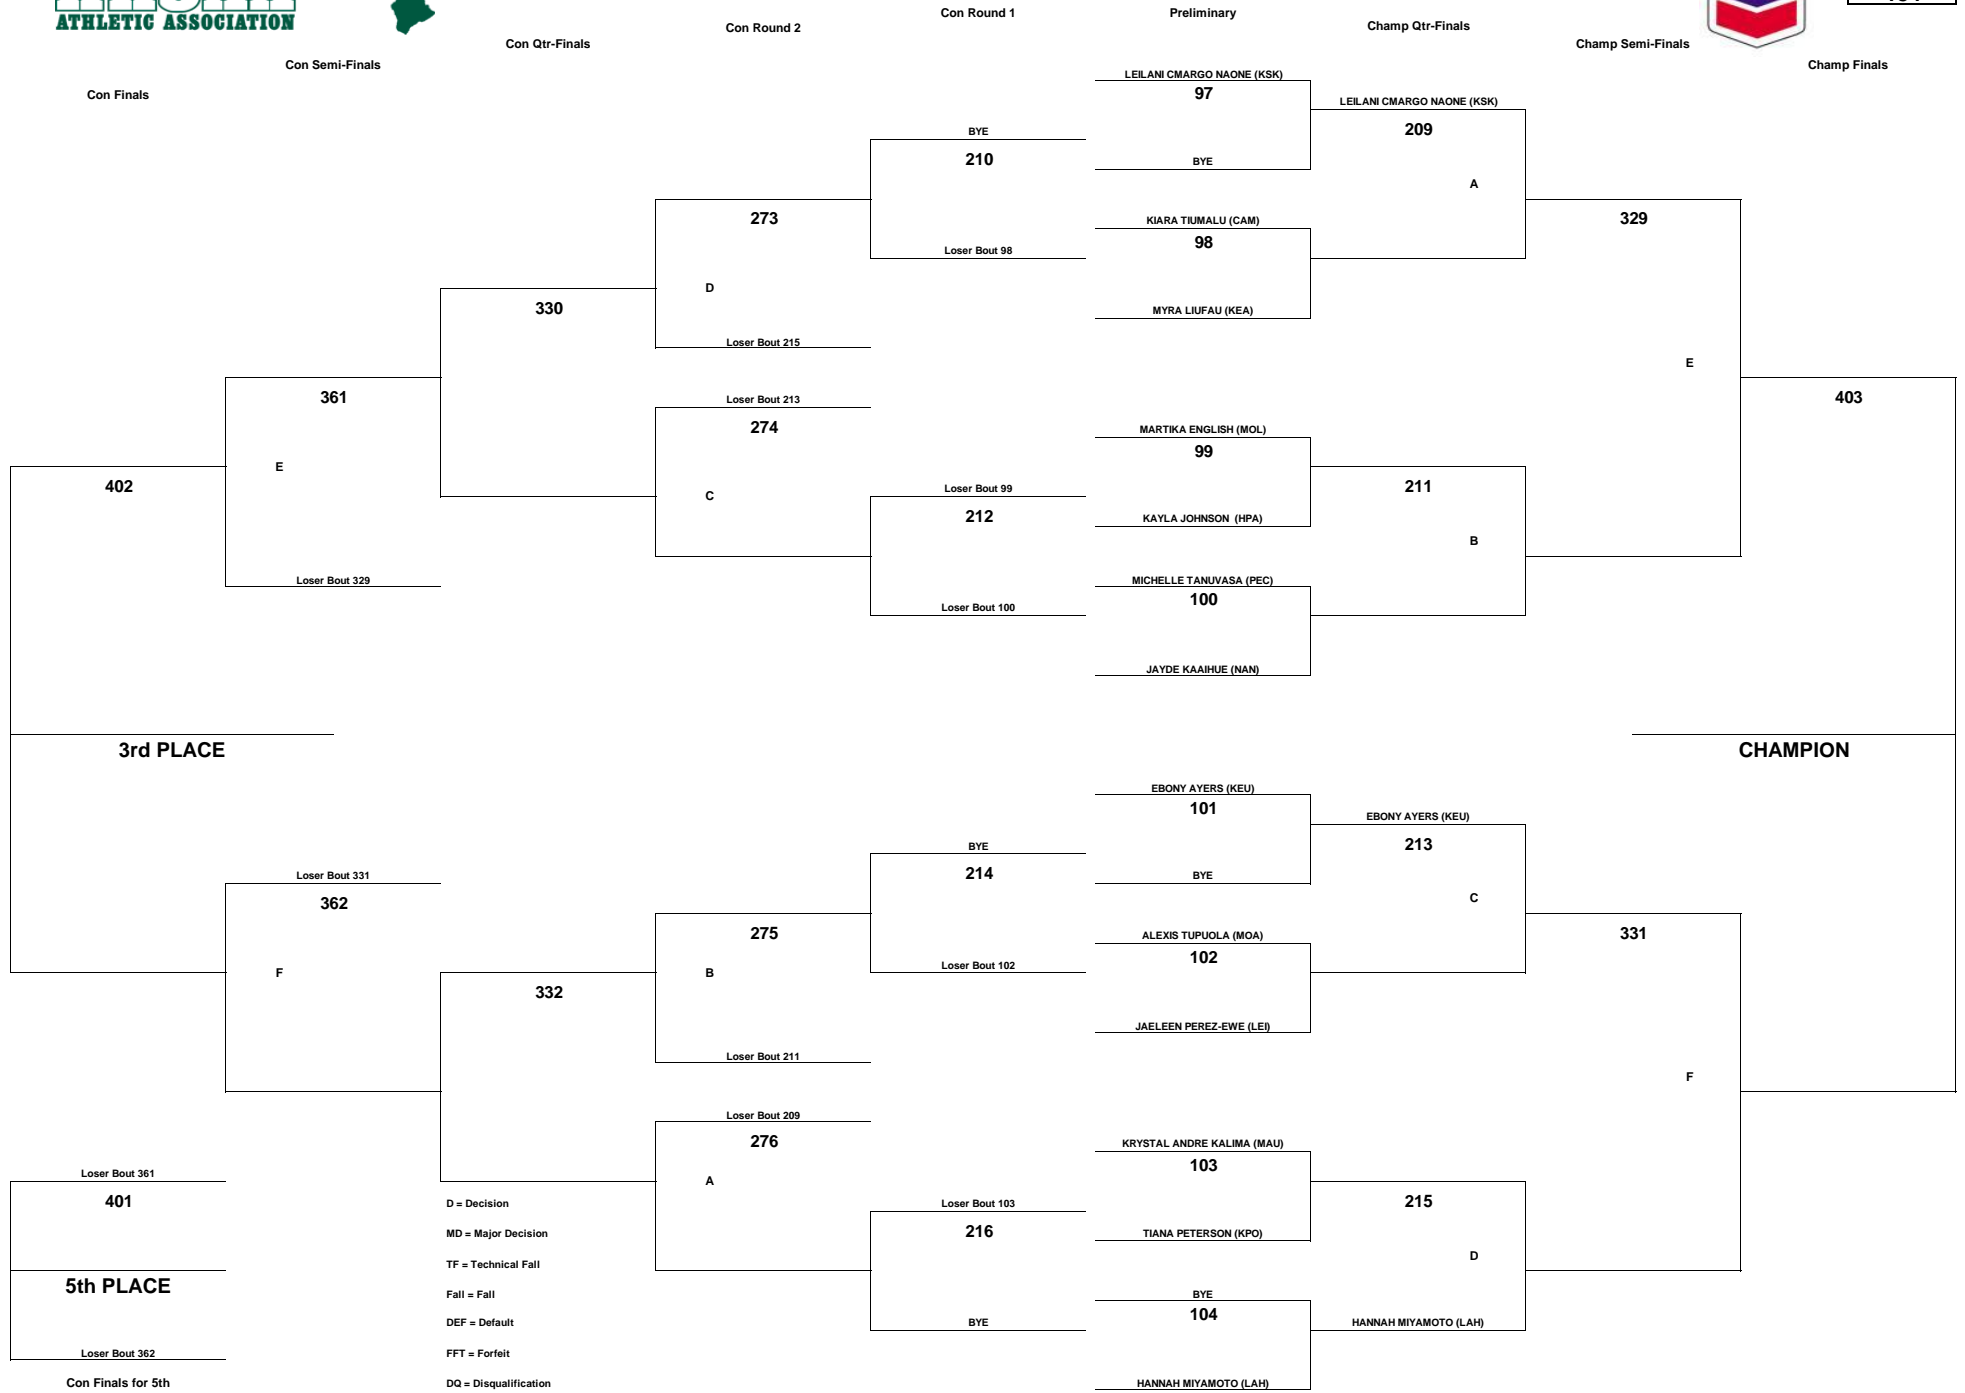 ATHLETIC ASSOCIATION
Con Finals
Con Semi-Finals
Con Qtr-Finals
Con Round 2
Con Round 1
Preliminary
Champ Qtr-Finals
Champ Semi-Finals
Champ Finals
LEILANI CMARGO NAONE (KSK)
97
BYE
LEILANI CMARGO NAONE (KSK)
209
A
BYE
210
Loser Bout 98
KIARA TIUMALU (CAM)
98
MYRA LIUFAU (KEA)
273
D
Loser Bout 215
329
E
330
Loser Bout 213
274
C
361
E
Loser Bout 329
403
402
MARTIKA ENGLISH (MOL)
99
KAYLA JOHNSON (HPA)
Loser Bout 99
212
Loser Bout 100
211
B
MICHELLE TANUVASA (PEC)
100
JAYDE KAAIHUE (NAN)
3rd PLACE
CHAMPION
EBONY AYERS (KEU)
101
BYE
EBONY AYERS (KEU)
213
C
BYE
214
Loser Bout 102
Loser Bout 331
362
F
ALEXIS TUPUOLA (MOA)
102
JAELEEN PEREZ-EWE (LEI)
275
B
Loser Bout 211
331
F
332
Loser Bout 209
276
A
KRYSTAL ANDRE KALIMA (MAU)
103
TIANA PETERSON (KPO)
Loser Bout 103
216
BYE
215
D
HANNAH MIYAMOTO (LAH)
BYE
104
HANNAH MIYAMOTO (LAH)
Loser Bout 361
401
5th PLACE
Loser Bout 362
Con Finals for 5th
D = Decision
MD = Major Decision
TF = Technical Fall
Fall = Fall
DEF = Default
FFT = Forfeit
DQ = Disqualification